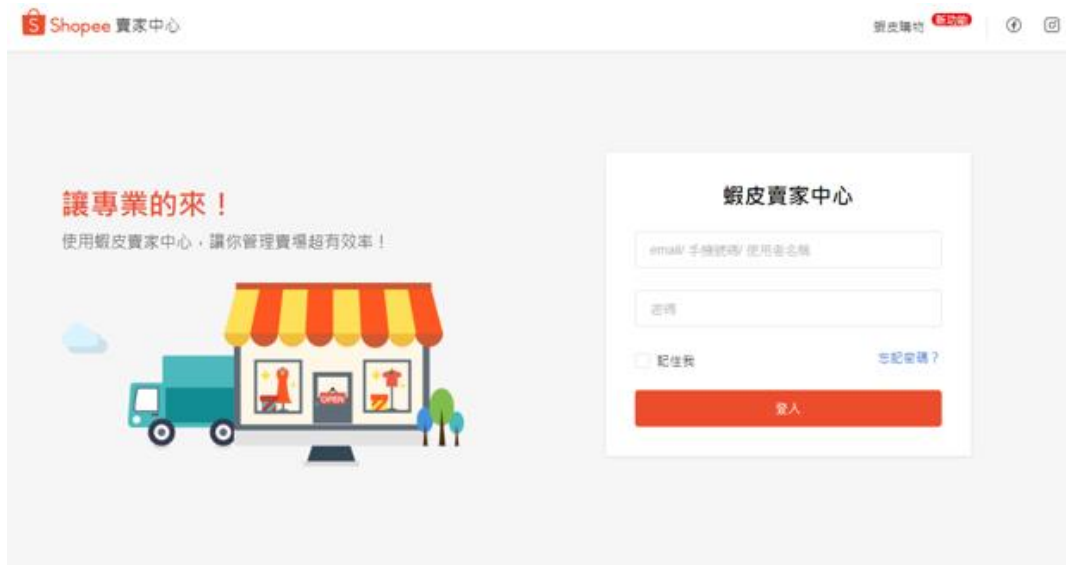 Shopee 賣家中心
蝦皮購物 新功能
讓專業的來！
使用蝦皮賣家中心，讓你管理賣場超有效率！
OPEN
蝦皮賣家中心
email/ 手機號碼/ 使用者名稱
密碼
記住我
忘記密碼？
登入